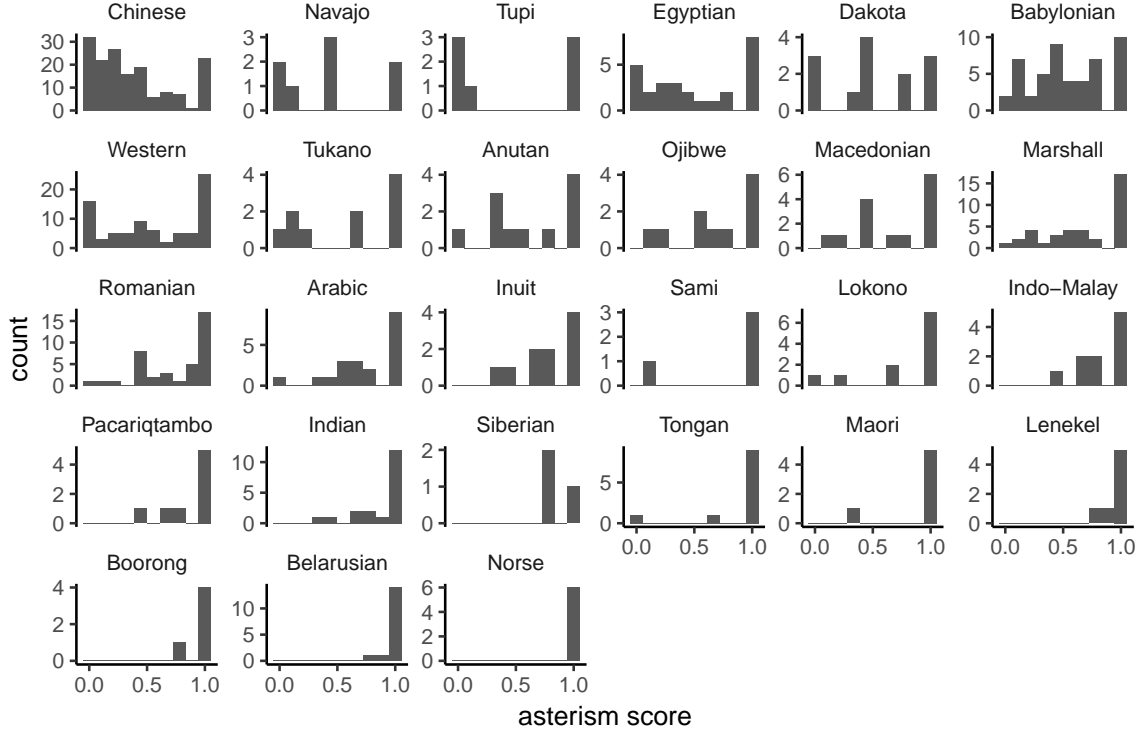 Chinese Navajo Tupi Egyptian Dakota Babylonian
30 20 10 0
3 2 1 0
3 2 1 0
5 0
4 2 0
10 5 0
Western Tukano Anutan Ojibwe Macedonian Marshall
20 10 0
4 2 0
4 3 2 1 0
4 2 0
6 4 2 0
15 10 5 0
Romanian Arabic Inuit Sami Lokono Indo−Malay
15 10 5 0
5 0
4 2 0
3 2 1 0
6 4 2 0
4 2 0
Pacariqtambo Indian Siberian Tongan Maori Lenekel
4 2 0
10 5 0
2 1 0
5 0
4 2 0
4 2 0
0.0 0.5 1.0 0.0 0.5 1.0 0.0 0.5 1.0
Boorong Belarusian Norse
4 2 0
10 5 0
6 4 2 0
0.0 0.5 1.0 0.0 0.5 1.0 0.0 0.5 1.0
asterism score
count